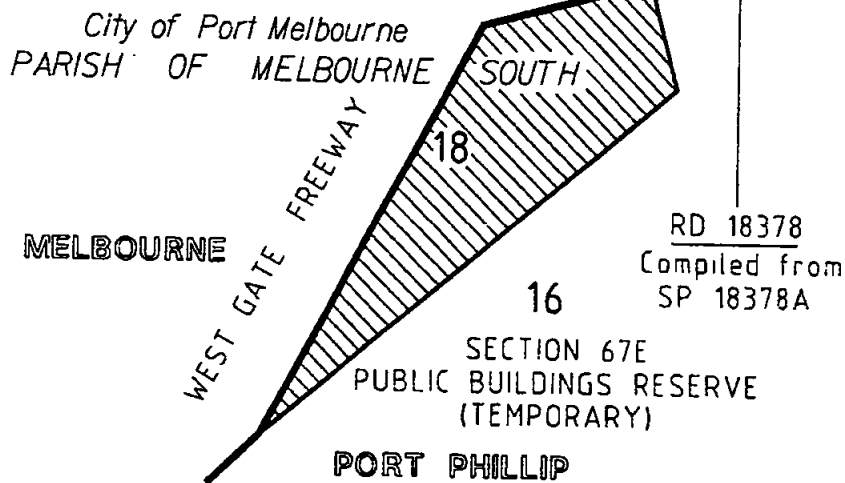 City of Port Melbourne
PARISH OF MELBOURNE SOUTH
18
WEST GATE FREEWAY
MELBOURNE
RD 18378
Compiled from
SP 18378A
16
SECTION 67E
PUBLIC BUILDINGS RESERVE
(TEMPORARY)
PORT PHILLIP